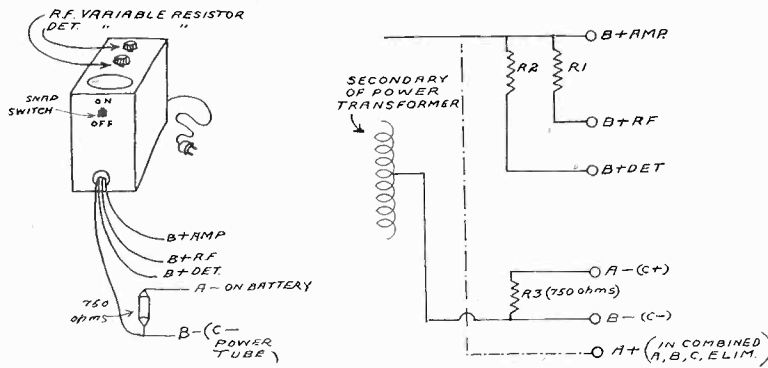 R.F. VARIABLE RESISTOR
DET. " "
SNAP
SWITCH
ON
OFF
B+AMP
B+RF
B+DET.
A- ON BATTERY
750
ohms
B-(C-
POWER
TUBE)
SECONDARY
OF POWER
TRANSFORMER
R2
R1
B+AMP.
B+RF
B+DET
A-(C+)
R3 (750 ohms)
B-(C-)
A+ (IN COMBINED
A,B,C, ELIM.)